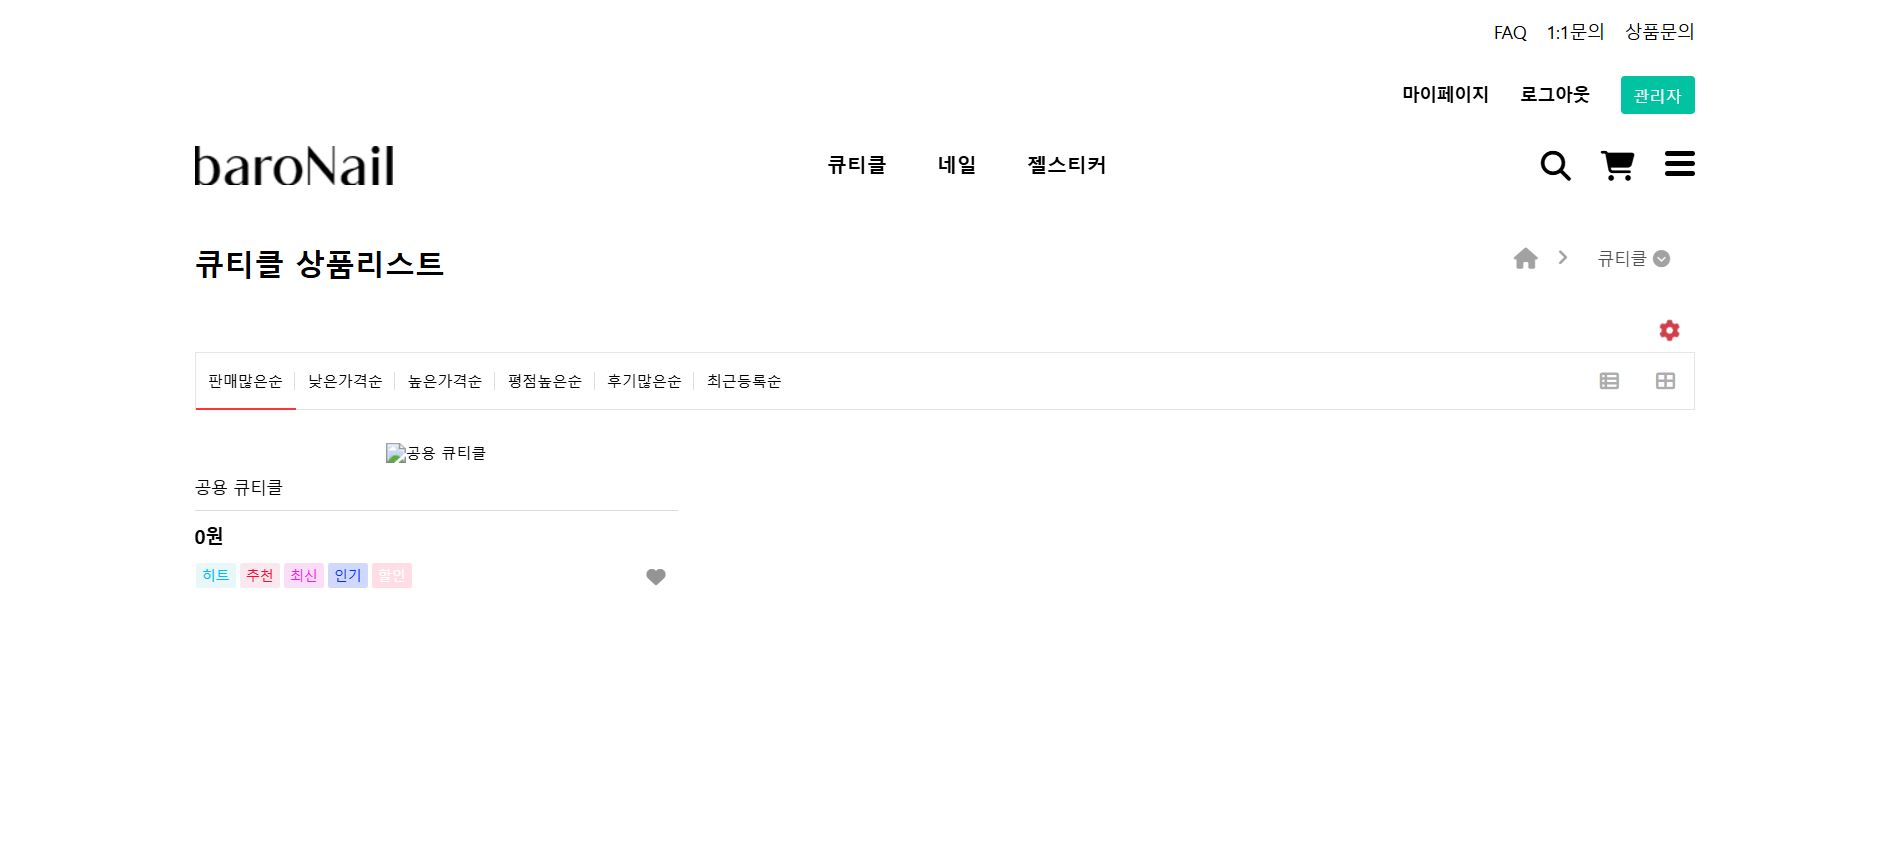 FAQ 1:1문의 상품문의
마이페이지 로그아웃 관리자
baroNail 큐티클 네일 젤스티커
큐티클 상품리스트 큐티클
판매많은순 낮은가격순 높은가격순 평점높은순 후기많은순 최근등록순
공용 큐티클
공용 큐티클
0원
히트 추천 최신 인기 할인